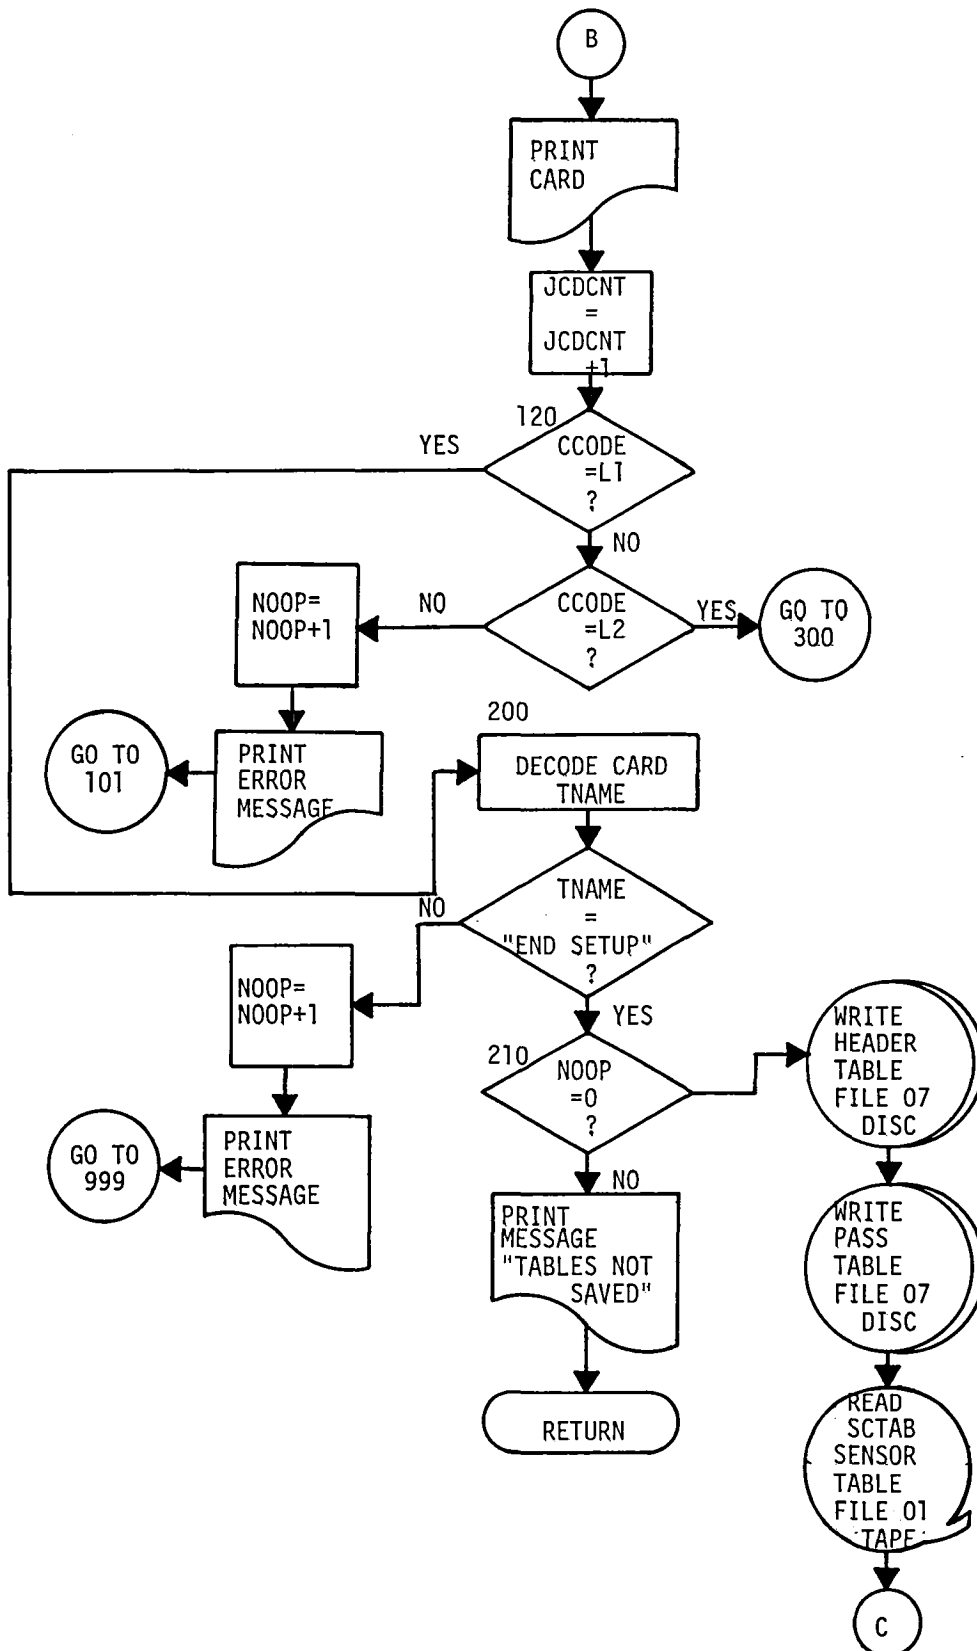 B
PRINT
CARD
JCDCNT
=
JCDCNT
+1
120
CCODE
=L1
?
YES
NO
CCODE
=L2
?
NO
YES
GO TO
300
NOOP=
NOOP+1
PRINT
ERROR
MESSAGE
GO TO
101
200
DECODE CARD
TNAME
TNAME
=
"END SETUP"
?
NO
YES
NOOP=
NOOP+1
PRINT
ERROR
MESSAGE
GO TO
999
210
NOOP
=0
?
NO
PRINT
MESSAGE
"TABLES NOT
SAVED"
RETURN
WRITE
HEADER
TABLE
FILE 07
DISC
WRITE
PASS
TABLE
FILE 07
DISC
READ
SCTAB
SENSOR
TABLE
FILE 01
TAPE
C